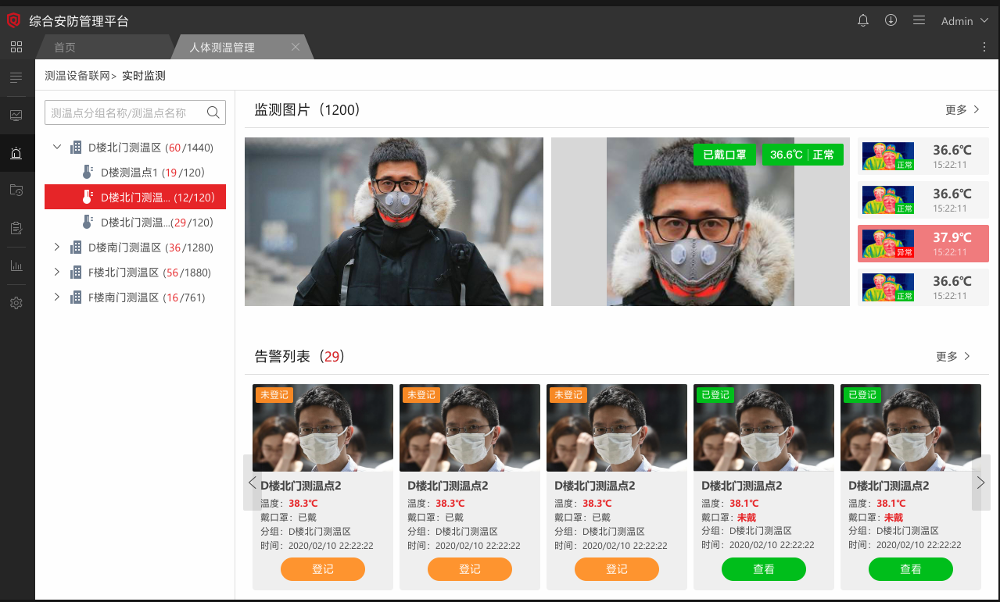 综合安防管理平台
Admin
首页
人体测温管理
测温设备联网> 实时监测
测温点分组名称/测温点名称
D楼北门测温区 (60/1440)
D楼测温点1 (19/120)
D楼北门测温... (12/120)
D楼北门测温...(29/120)
D楼南门测温区 (36/1280)
F楼北门测温区 (56/1880)
F楼南门测温区 (16/761)
监测图片（1200）
更多
已戴口罩
36.6℃ 正常
正常
36.6℃
15:22:11
正常
36.6℃
15:22:11
异常
37.9℃
15:22:11
正常
36.6℃
15:22:11
告警列表（29）
更多
未登记
D楼北门测温点2
温度：38.3℃
戴口罩：已戴
分组：D楼北门测温区
时间：2020/02/10 22:22:22
登记
未登记
D楼北门测温点2
温度：38.3℃
戴口罩：已戴
分组：D楼北门测温区
时间：2020/02/10 22:22:22
登记
未登记
D楼北门测温点2
温度：38.3℃
戴口罩：已戴
分组：D楼北门测温区
时间：2020/02/10 22:22:22
登记
已登记
D楼北门测温点2
温度：38.1℃
戴口罩：未戴
分组：D楼北门测温区
时间：2020/02/10 22:22:22
查看
已登记
D楼北门测温点2
温度：38.1℃
戴口罩：未戴
分组：D楼北门测温区
时间：2020/02/10 22:22:22
查看